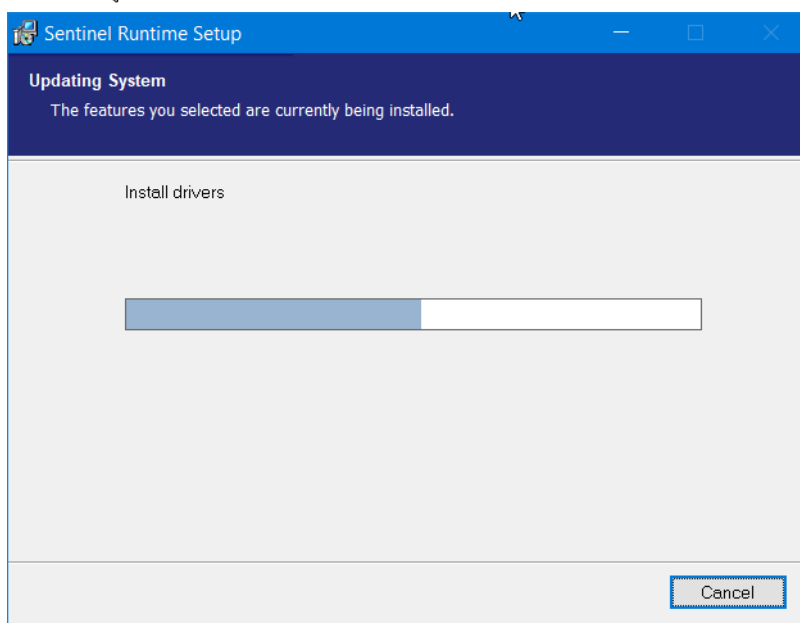 Sentinel Runtime Setup
Updating System
The features you selected are currently being installed.
Install drivers
Cancel